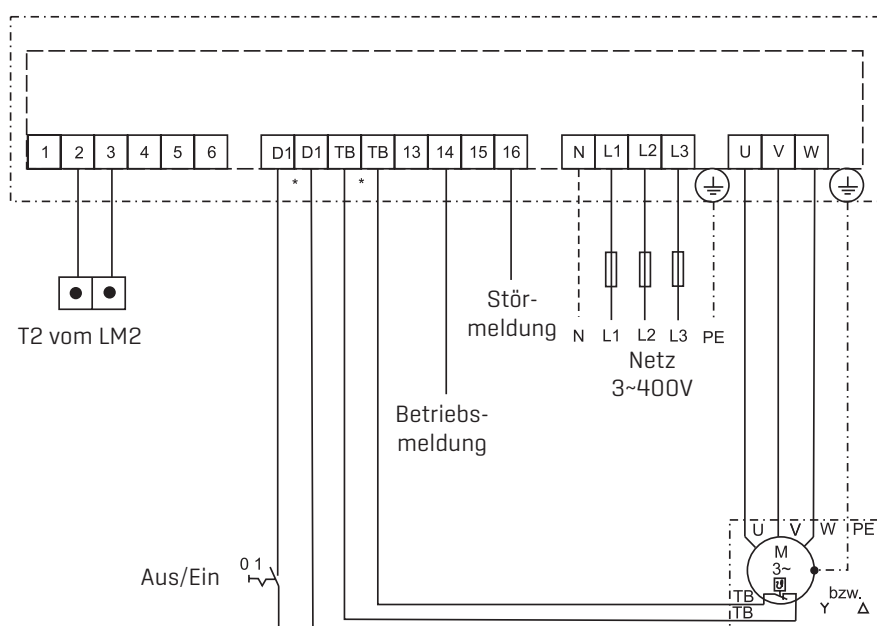 1 2 3 4 5 6 D1 D1 TB TB 13 14 15 16 N L1 L2 L3 U V W
* *
T2 vom LM2
Stör-
meldung
N L1 L2 L3 PE
Netz
3~400V
Betriebs-
meldung
U V W PE
M
3~
Aus/Ein
0 1
TB
TB
bzw.
Y Δ